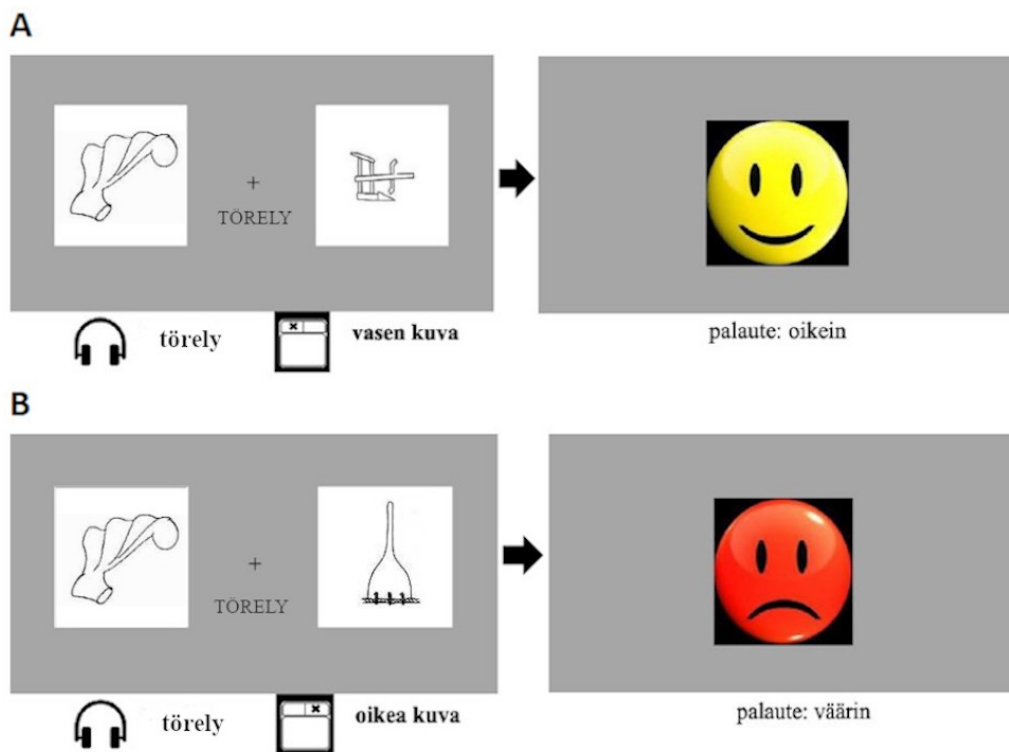 A
+
TÖRELY
törely
vasen kuva
palaute: oikein
B
+
TÖRELY
törely
oikea kuva
palaute: väärin